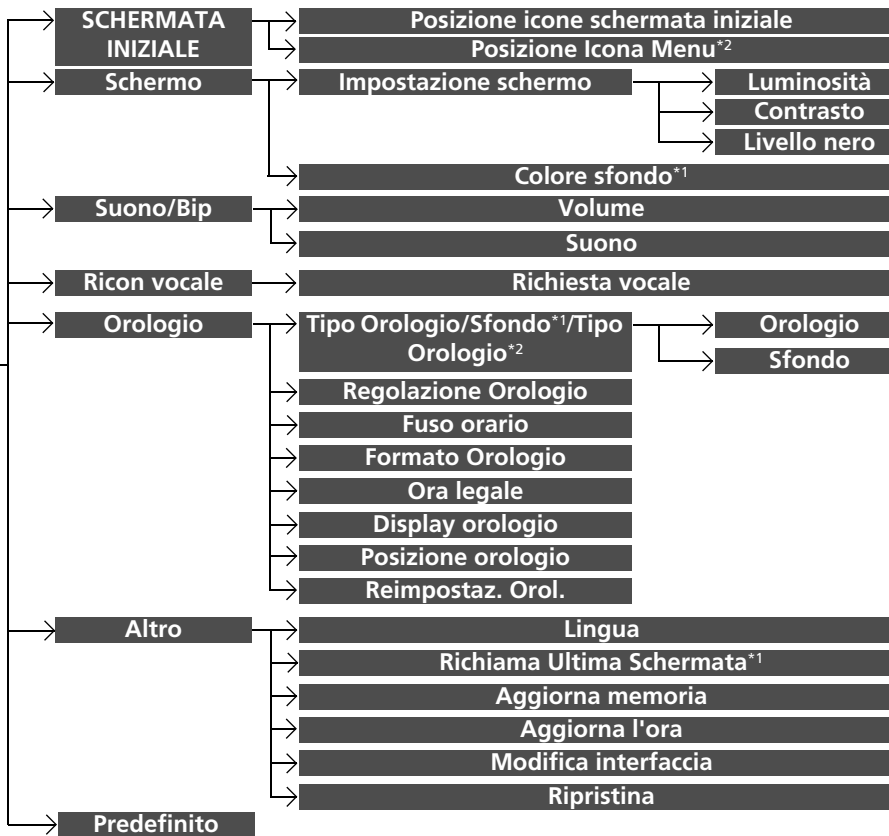 SCHERMATA
INIZIALE
Posizione icone schermata iniziale
Posizione Icona Menu*2
Schermo
Impostazione schermo
Luminosità
Contrasto
Livello nero
Colore sfondo*1
Suono/Bip
Volume
Suono
Ricon vocale
Richiesta vocale
Orologio
Tipo Orologio/Sfondo*1/Tipo
Orologio*2
Orologio
Sfondo
Regolazione Orologio
Fuso orario
Formato Orologio
Ora legale
Display orologio
Posizione orologio
Reimpostaz. Orol.
Altro
Lingua
Richiama Ultima Schermata*1
Aggiorna memoria
Aggiorna l'ora
Modifica interfaccia
Ripristina
Predefinito